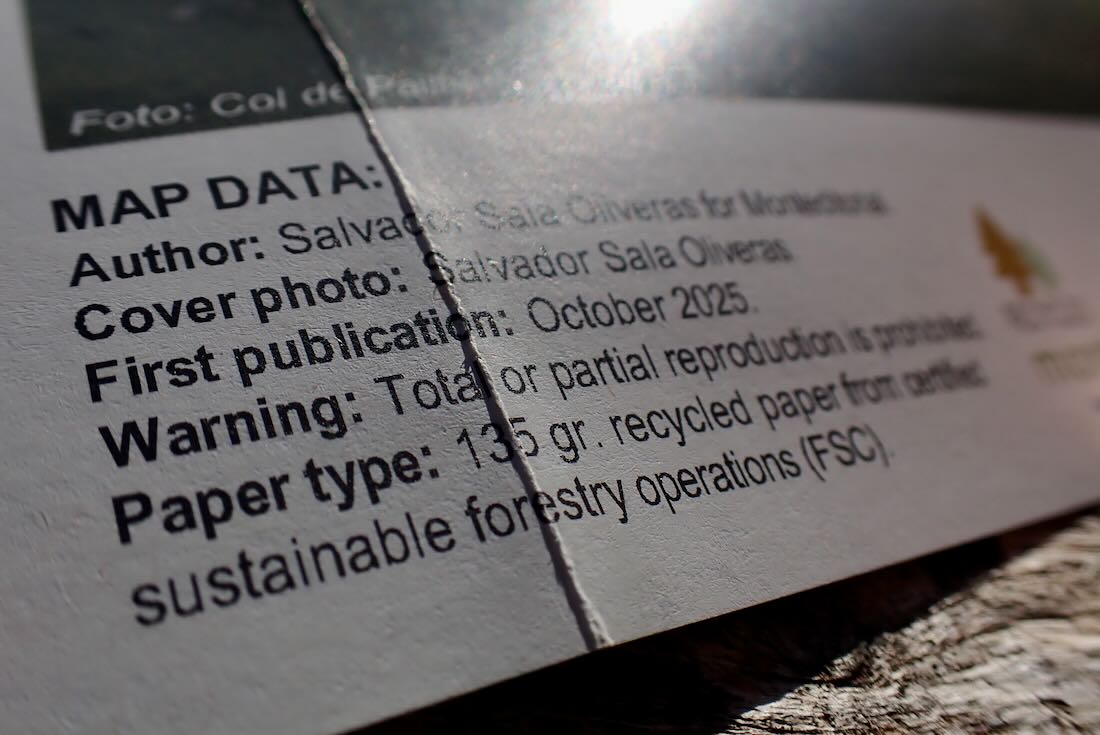 Foto: Col de
MAP DATA:
Author: Salvador Sala Oliveras for Monteditorial
Cover photo: Salvador Sala Oliveras
First publication: October 2025.
Warning: Total or partial reproduction is prohibited
Paper type: 135 gr. recycled paper from certified
sustainable forestry operations (FSC).